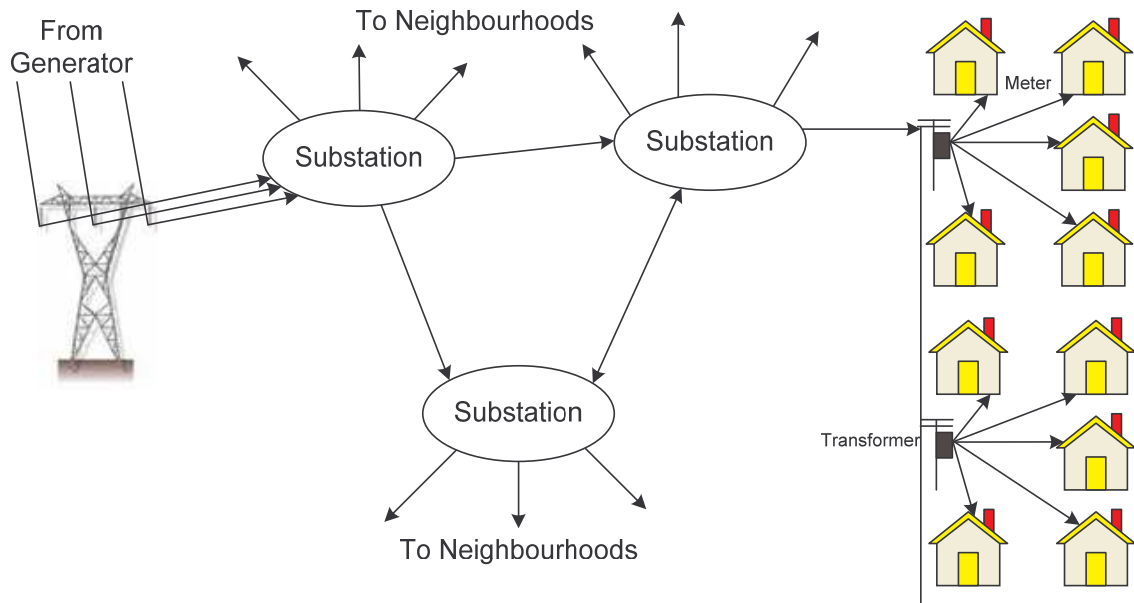 From
Generator
To Neighbourhoods
Substation
Substation
Meter
Substation
Transformer
To Neighbourhoods